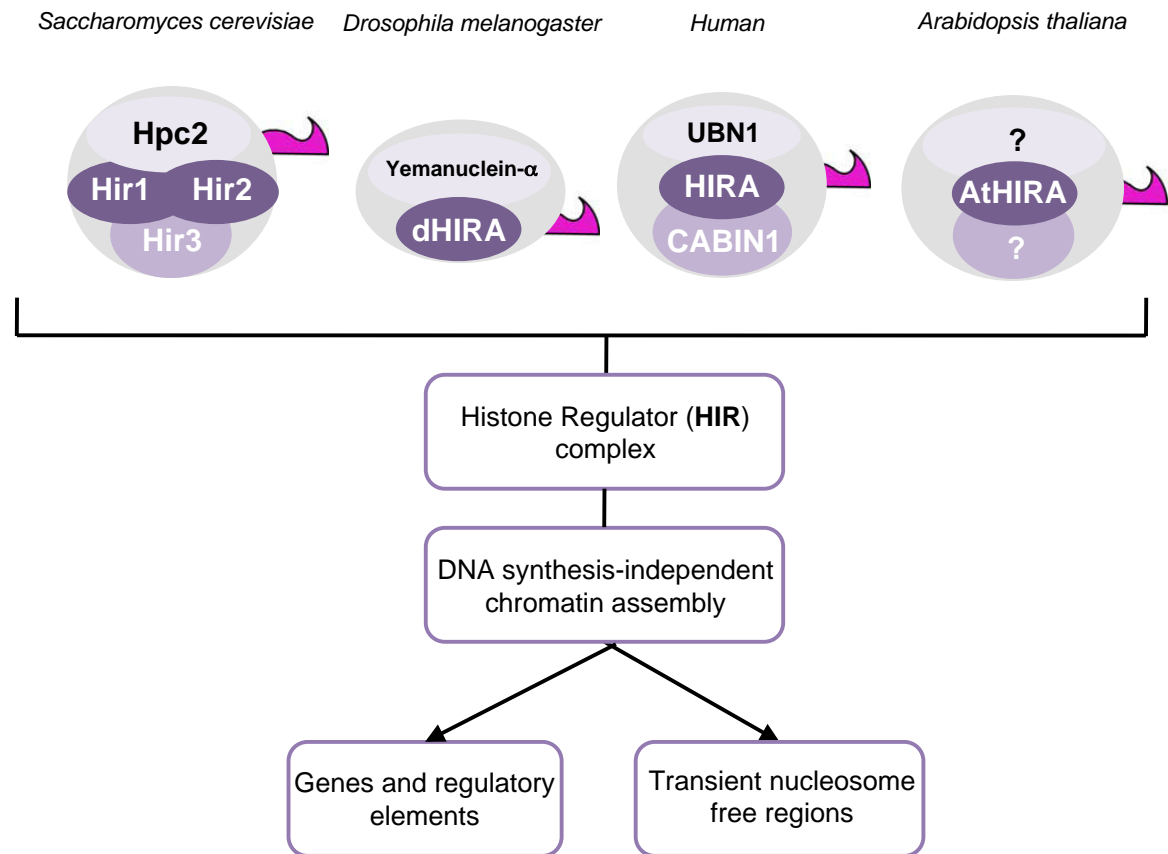 Saccharomyces cerevisiae
Drosophila melanogaster
Human
Arabidopsis thaliana
Hpc2
Hir1
Hir2
Hir3
Yemanuclein-α
dHIRA
UBN1
HIRA
CABIN1
?
AtHIRA
?
Histone Regulator (HIR)
complex
DNA synthesis-independent
chromatin assembly
Genes and regulatory
elements
Transient nucleosome
free regions